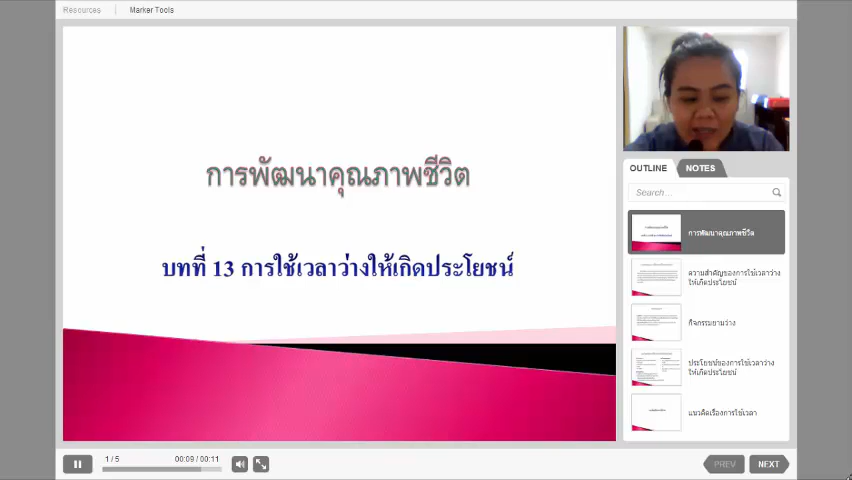 Resources
Marker Tools
การพัฒนาคุณภาพชีวิต
บทที่ 13 การใช้เวลาว่างให้เกิดประโยชน์
OUTLINE
NOTES
Search...
การพัฒนาคุณภาพชีวิต
ความสำคัญของการใช้เวลาว่าง
ให้เกิดประโยชน์
กิจกรรมยามว่าง
ประโยชน์ของการใช้เวลาว่าง
ให้เกิดประโยชน์
แนวคิดเรื่องการใช้เวลา
1 / 5
00:09 / 00:11
PREV
NEXT